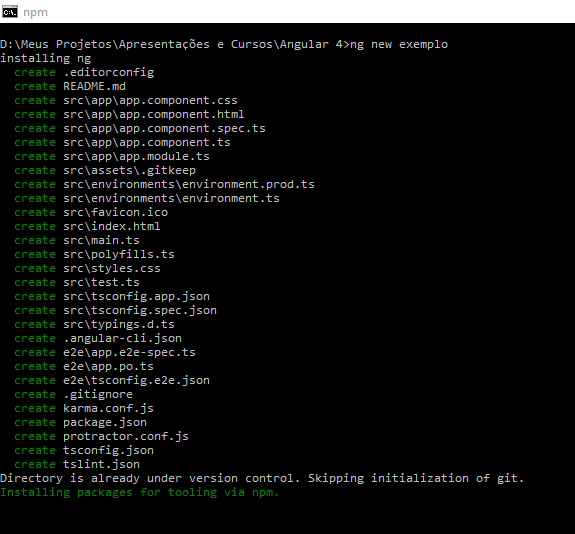 npm
D:\Meus Projetos\Apresentações e Cursos\Angular 4>ng new exemplo
installing ng
create .editorconfig
create README.md
create src\app\app.component.css
create src\app\app.component.html
create src\app\app.component.spec.ts
create src\app\app.component.ts
create src\app\app.module.ts
create src\assets\.gitkeep
create src\environments\environment.prod.ts
create src\environments\environment.ts
create src\favicon.ico
create src\index.html
create src\main.ts
create src\polyfills.ts
create src\styles.css
create src\test.ts
create src\tsconfig.app.json
create src\tsconfig.spec.json
create src\typings.d.ts
create .angular-cli.json
create e2e\app.e2e-spec.ts
create e2e\app.po.ts
create e2e\tsconfig.e2e.json
create .gitignore
create karma.conf.js
create package.json
create protractor.conf.js
create tsconfig.json
create tslint.json
Directory is already under version control. Skipping initialization of git.
Installing packages for tooling via npm.